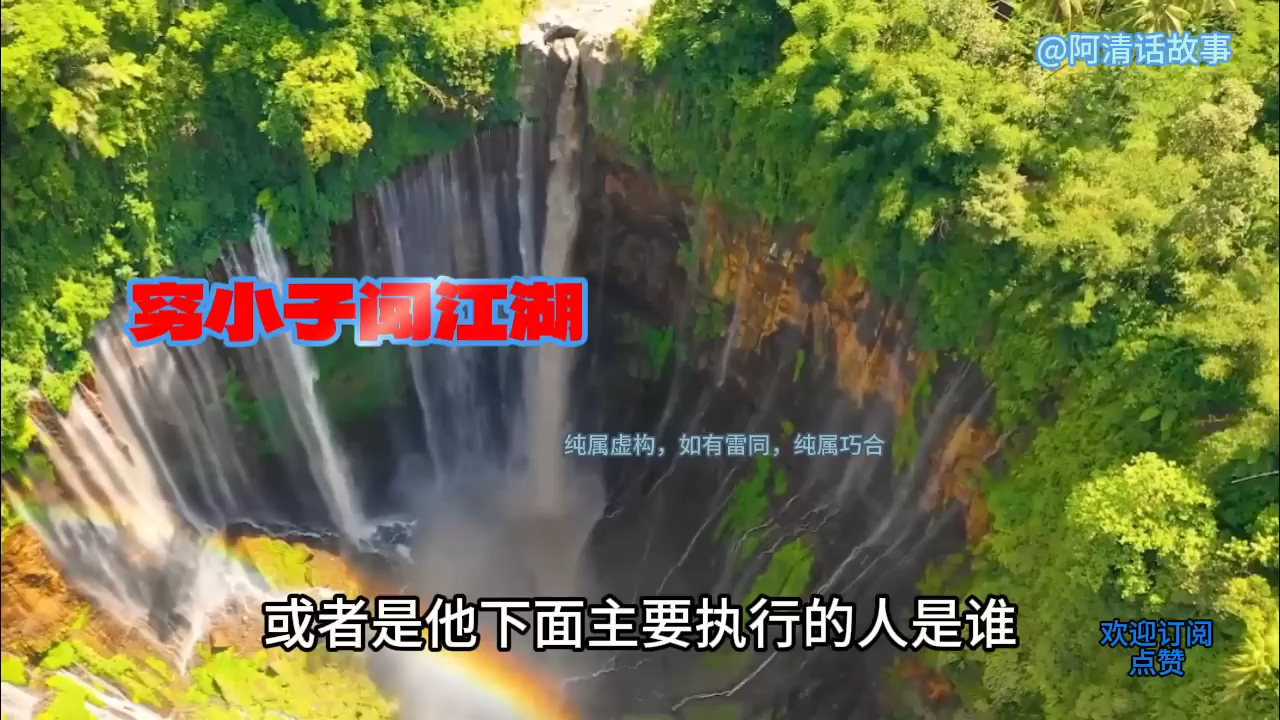 @阿清话故事
穷小子闯江湖
纯属虚构，如有雷同，纯属巧合
或者是他下面主要执行的人是谁
欢迎订阅
点赞